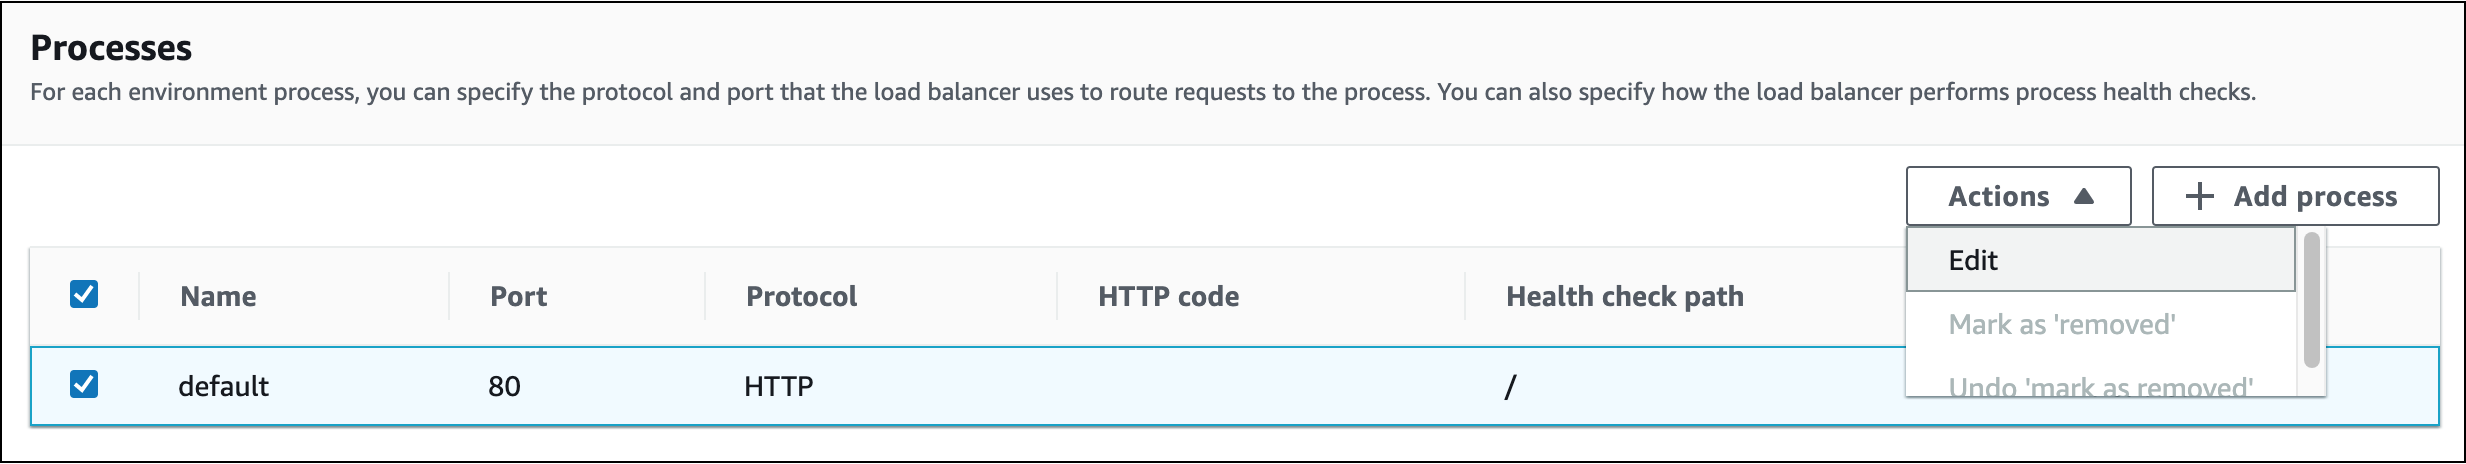 Processes
For each environment process, you can specify the protocol and port that the load balancer uses to route requests to the process. You can also specify how the load balancer performs process health checks.
Actions
Add process
Edit
Mark as 'removed'
Undo 'mark as removed'
Name Port Protocol HTTP code Health check path
default 80 HTTP /